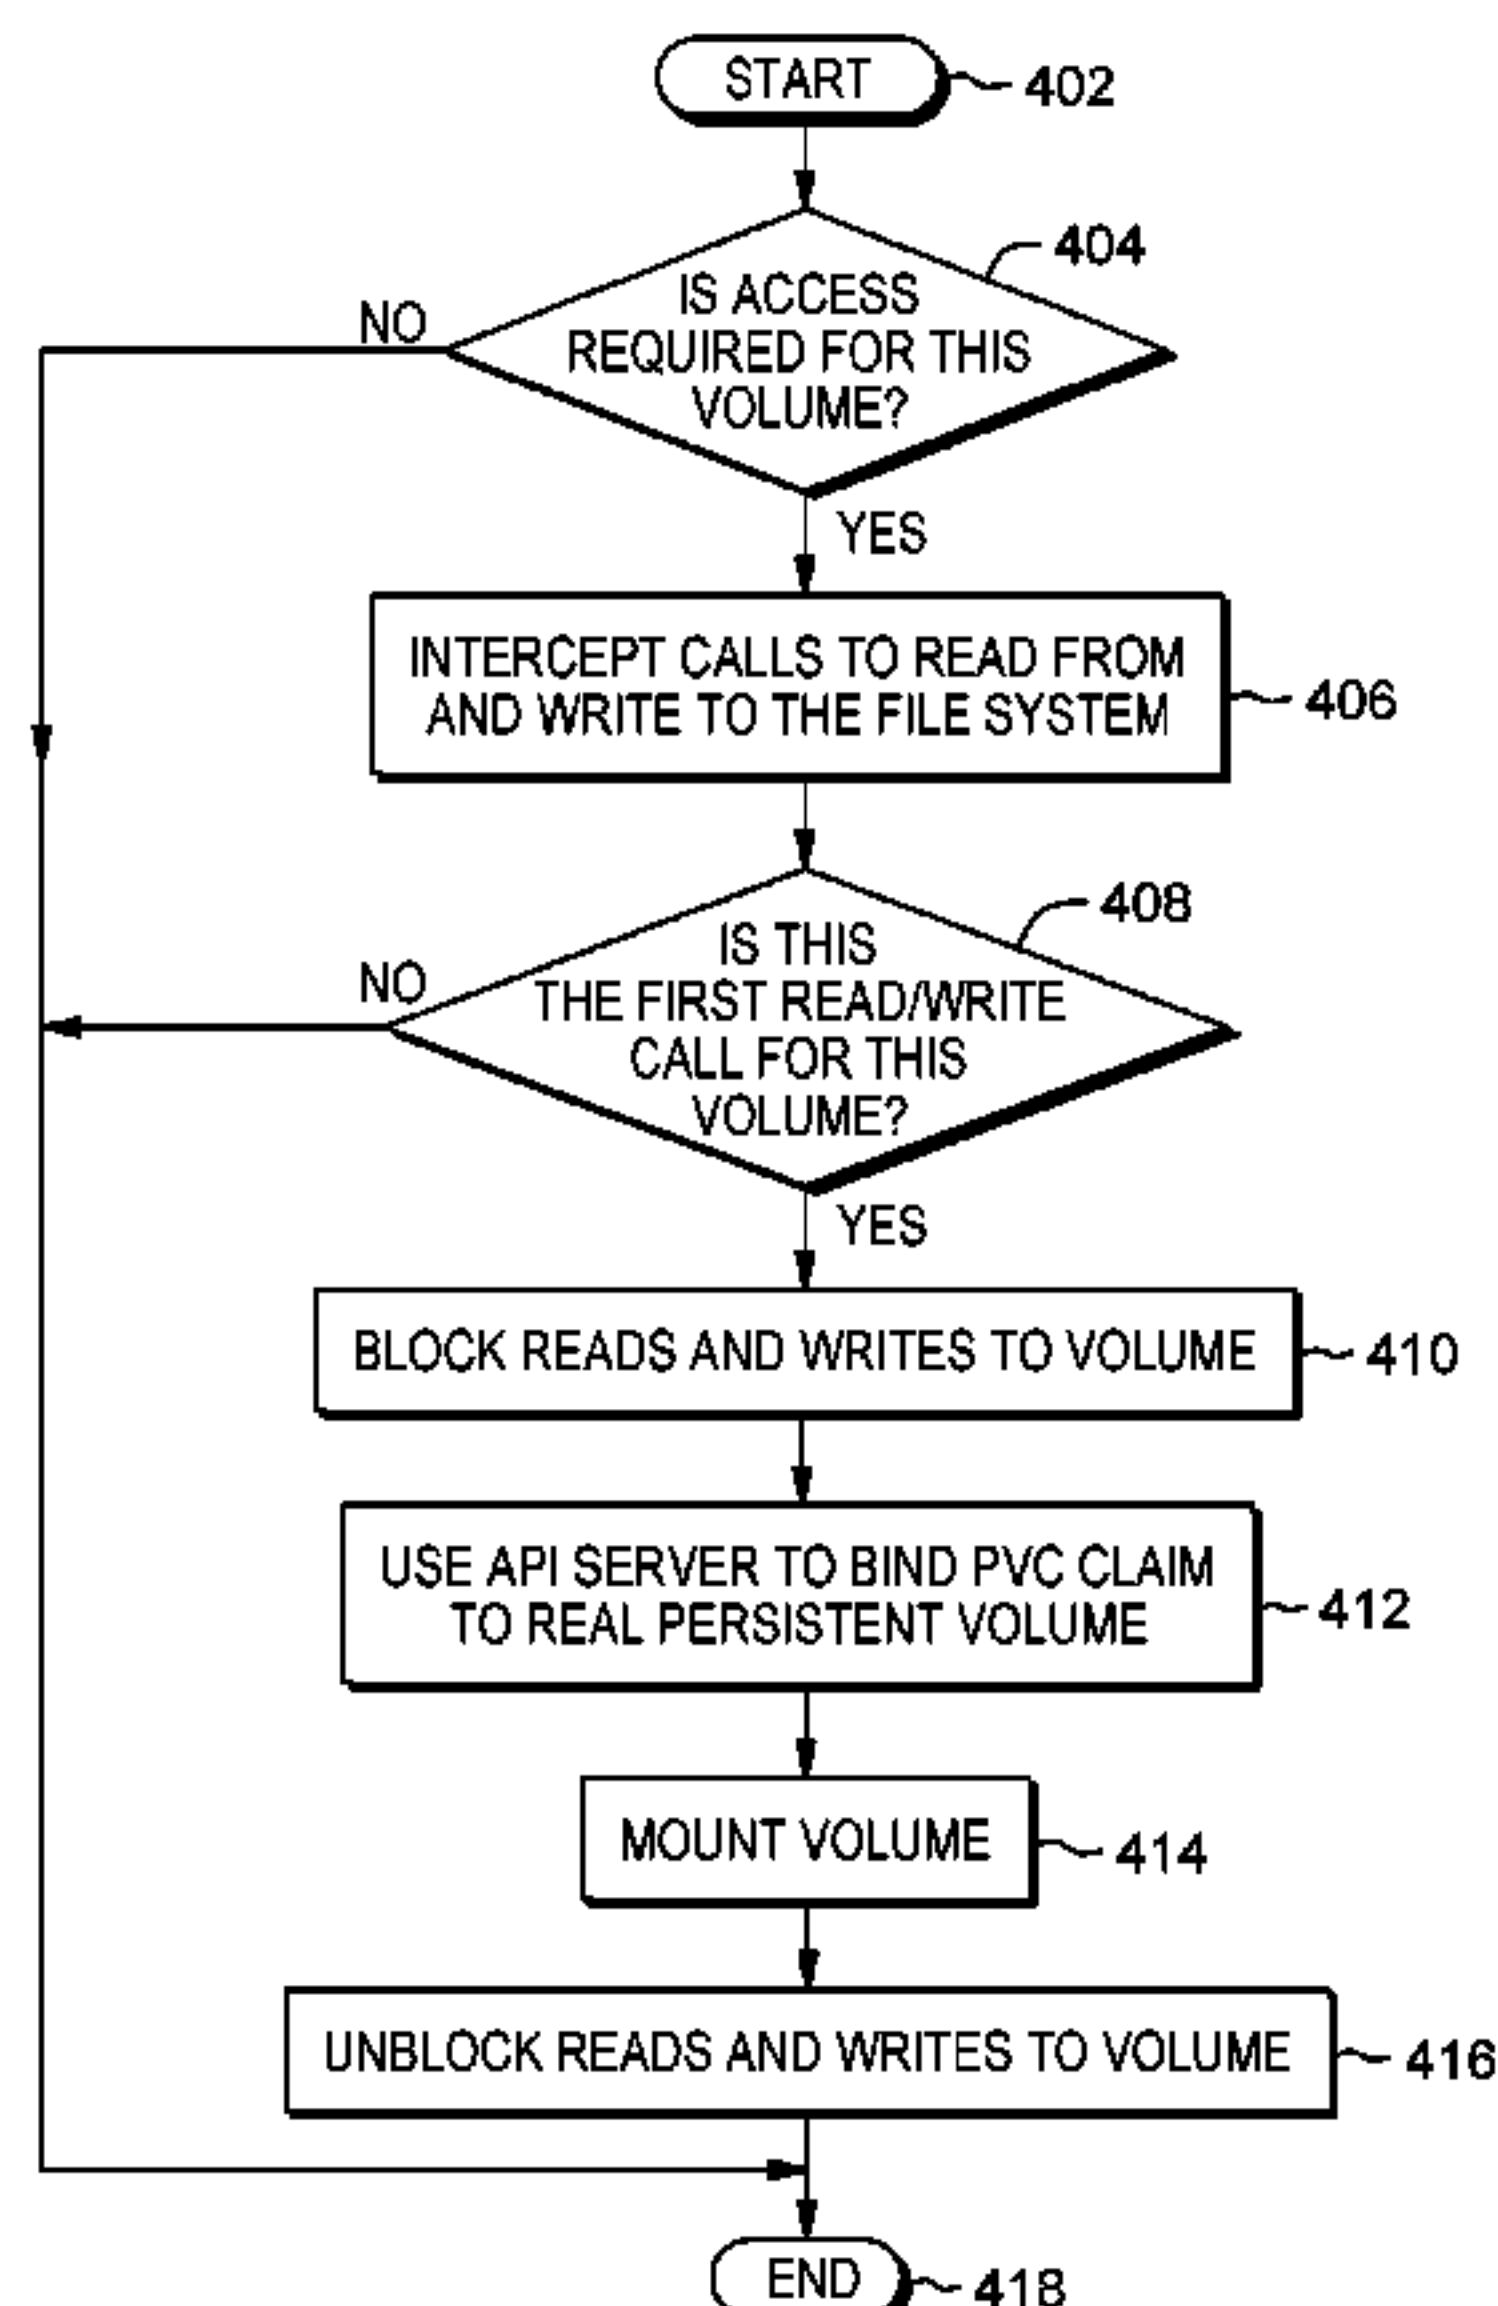 START
402
404
IS ACCESS
REQUIRED FOR THIS
VOLUME?
NO
YES
INTERCEPT CALLS TO READ FROM
AND WRITE TO THE FILE SYSTEM
406
408
IS THIS
THE FIRST READ/WRITE
CALL FOR THIS
VOLUME?
NO
YES
BLOCK READS AND WRITES TO VOLUME
410
USE API SERVER TO BIND PVC CLAIM
TO REAL PERSISTENT VOLUME
412
MOUNT VOLUME
414
UNBLOCK READS AND WRITES TO VOLUME
416
END
418